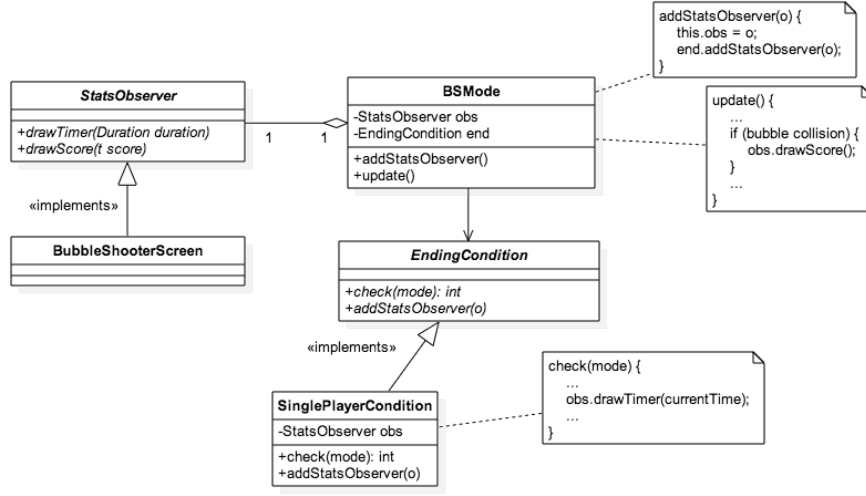 addStatsObserver(o) {
this.obs = o;
end.addStatsObserver(o);
}
StatsObserver
+drawTimer(Duration duration)
+drawScore(t score)
1
1
BSMode
-StatsObserver obs
-EndingCondition end
+addStatsObserver()
+update()
update() {
...
if (bubble collision) {
obs.drawScore();
}
...
}
«implements»
BubbleShooterScreen
EndingCondition
+check(mode): int
+addStatsObserver(o)
«implements»
SinglePlayerCondition
-StatsObserver obs
+check(mode): int
+addStatsObserver(o)
check(mode) {
...
obs.drawTimer(currentTime);
...
}